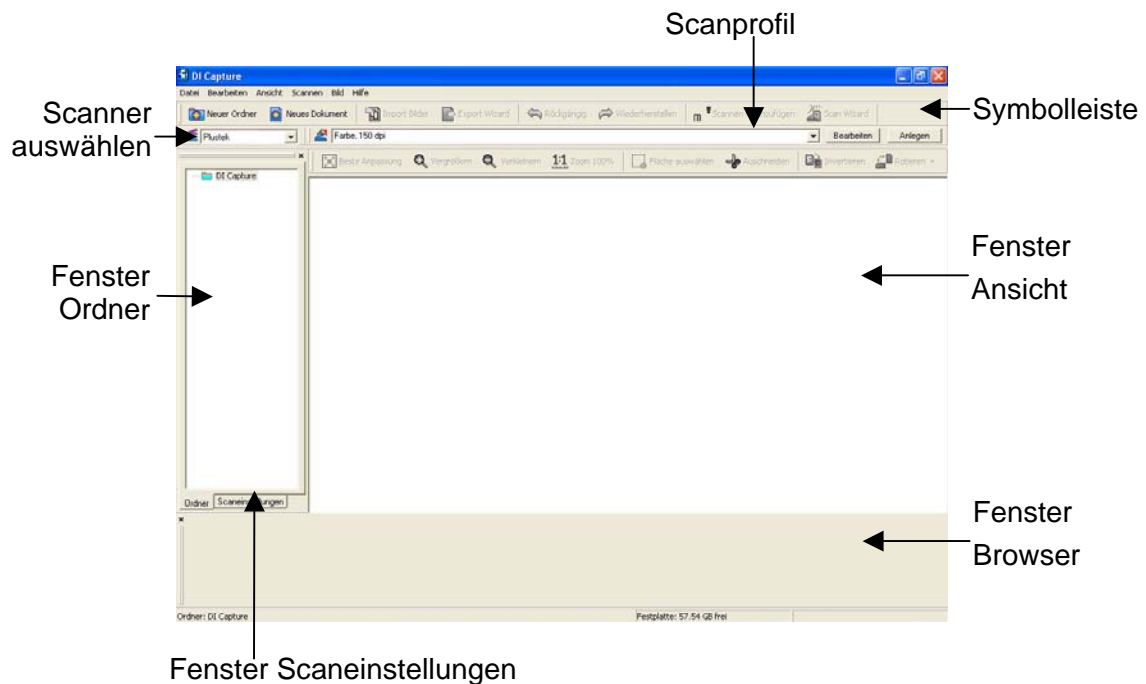 Scanprofil
DI Capture
Datei Bearbeiten Ansicht Scannen Bild Hilfe
Scanner
auswählen
Neuer Ordner Neues Dokument Import Bilder Export Wizard Rückgängig Wiederherstellen Scannen Scan Wizard
Symbolleiste
Plustek Farbe, 150 dpi Bearbeiten Anlegen
Beste Anpassung Vergrößern Verkleinern 1:1 Zoom 100% Fläche auswählen Ausschneiden Invertieren Rotieren
DI Capture
Fenster
Ordner
Fenster
Ansicht
Ordner Scaneinstellungen
Fenster
Browser
Ordner: DI Capture Festplatte: 57.54 GB frei
Fenster Scaneinstellungen